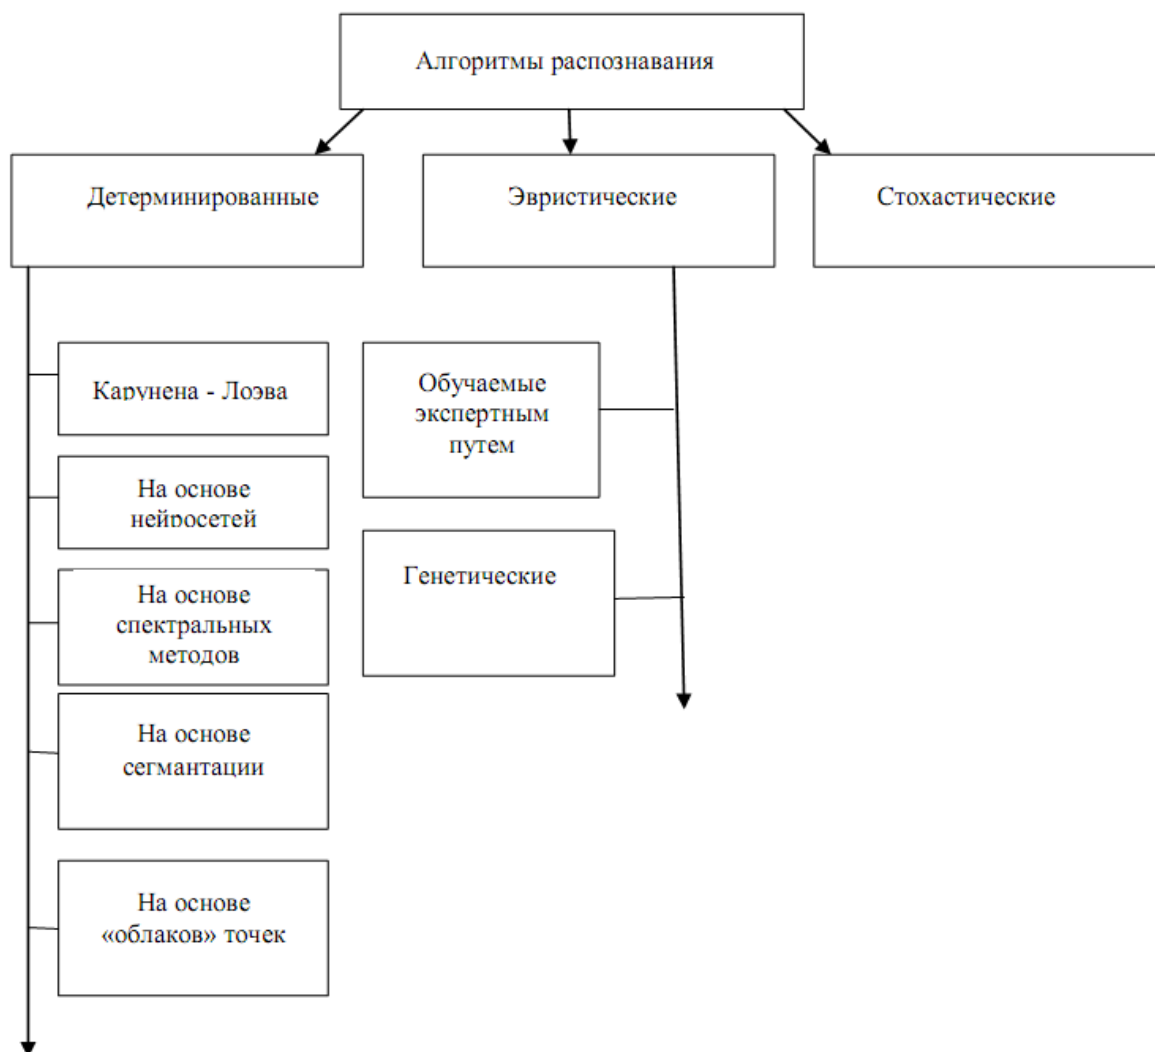 Алгоритмы распознавания
Детерминированные
Эвристические
Стохастические
Карунена - Лоэва
На основе
нейросетей
На основе
спектральных
методов
На основе
сегмантации
На основе
«облаков» точек
Обучаемые
экспертным
путем
Генетические